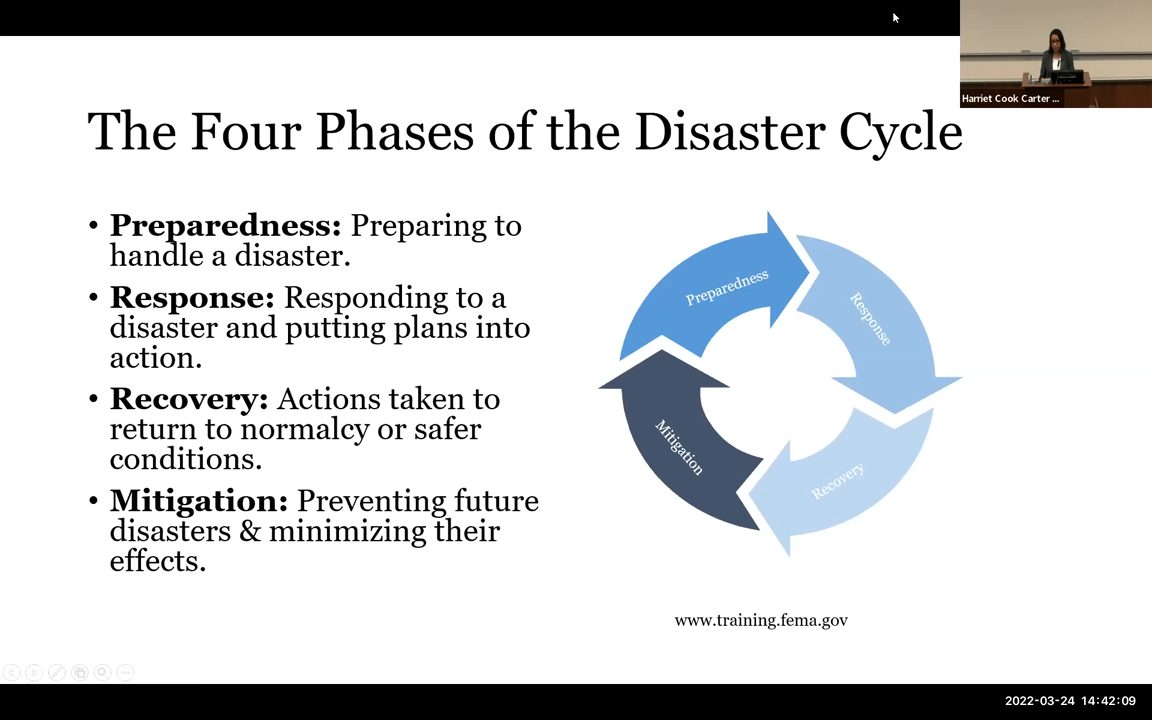 Harriet Cook Carter ...
The Four Phases of the Disaster Cycle
• Preparedness: Preparing to
handle a disaster.
• Response: Responding to a
disaster and putting plans into
action.
• Recovery: Actions taken to
return to normalcy or safer
conditions.
• Mitigation: Preventing future
disasters & minimizing their
effects.
Preparedness
Response
Recovery
Mitigation
www.training.fema.gov
2022-03-24 14:42:09